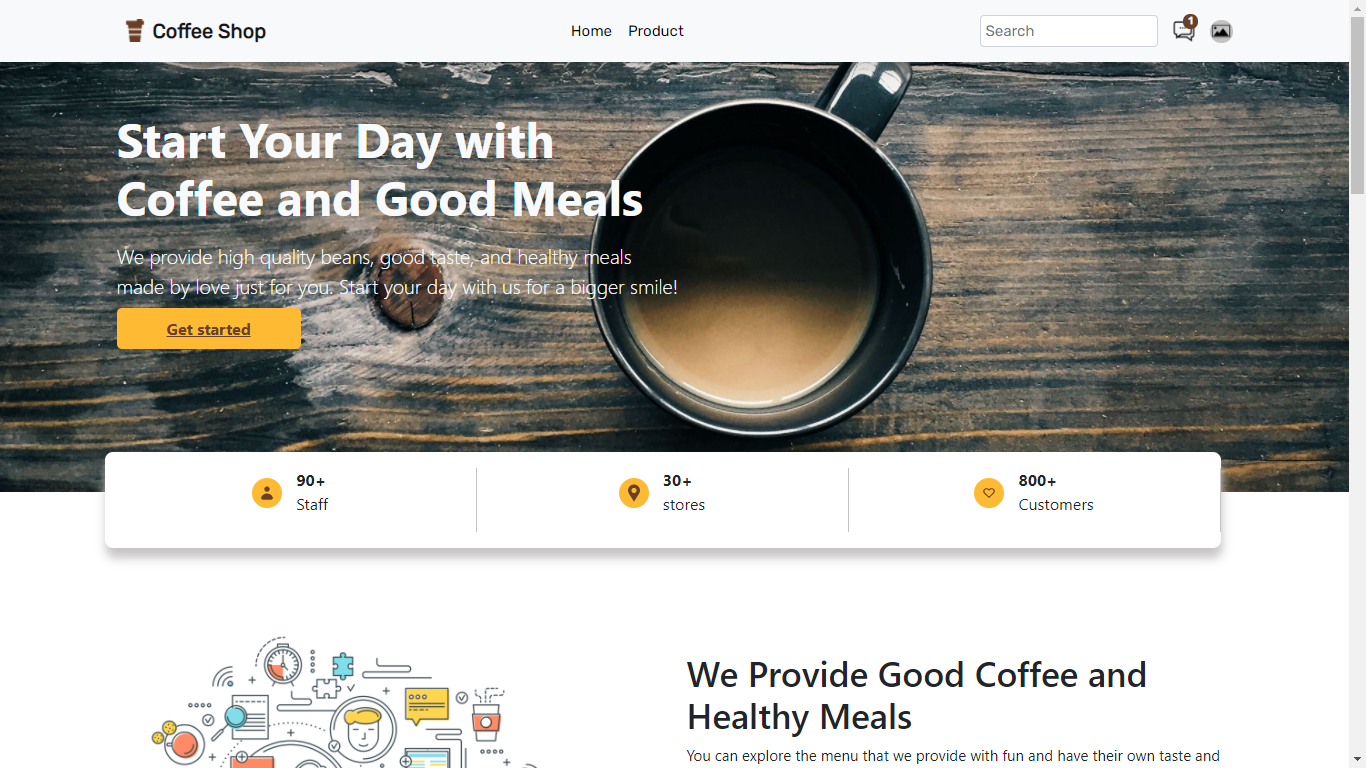 Coffee Shop
Home
Product
Search
1
Start Your Day with
Coffee and Good Meals
We provide high quality beans, good taste, and healthy meals
made by love just for you. Start your day with us for a bigger smile!
Get started
90+
Staff
30+
stores
800+
Customers
We Provide Good Coffee and
Healthy Meals
You can explore the menu that we provide with fun and have their own taste and